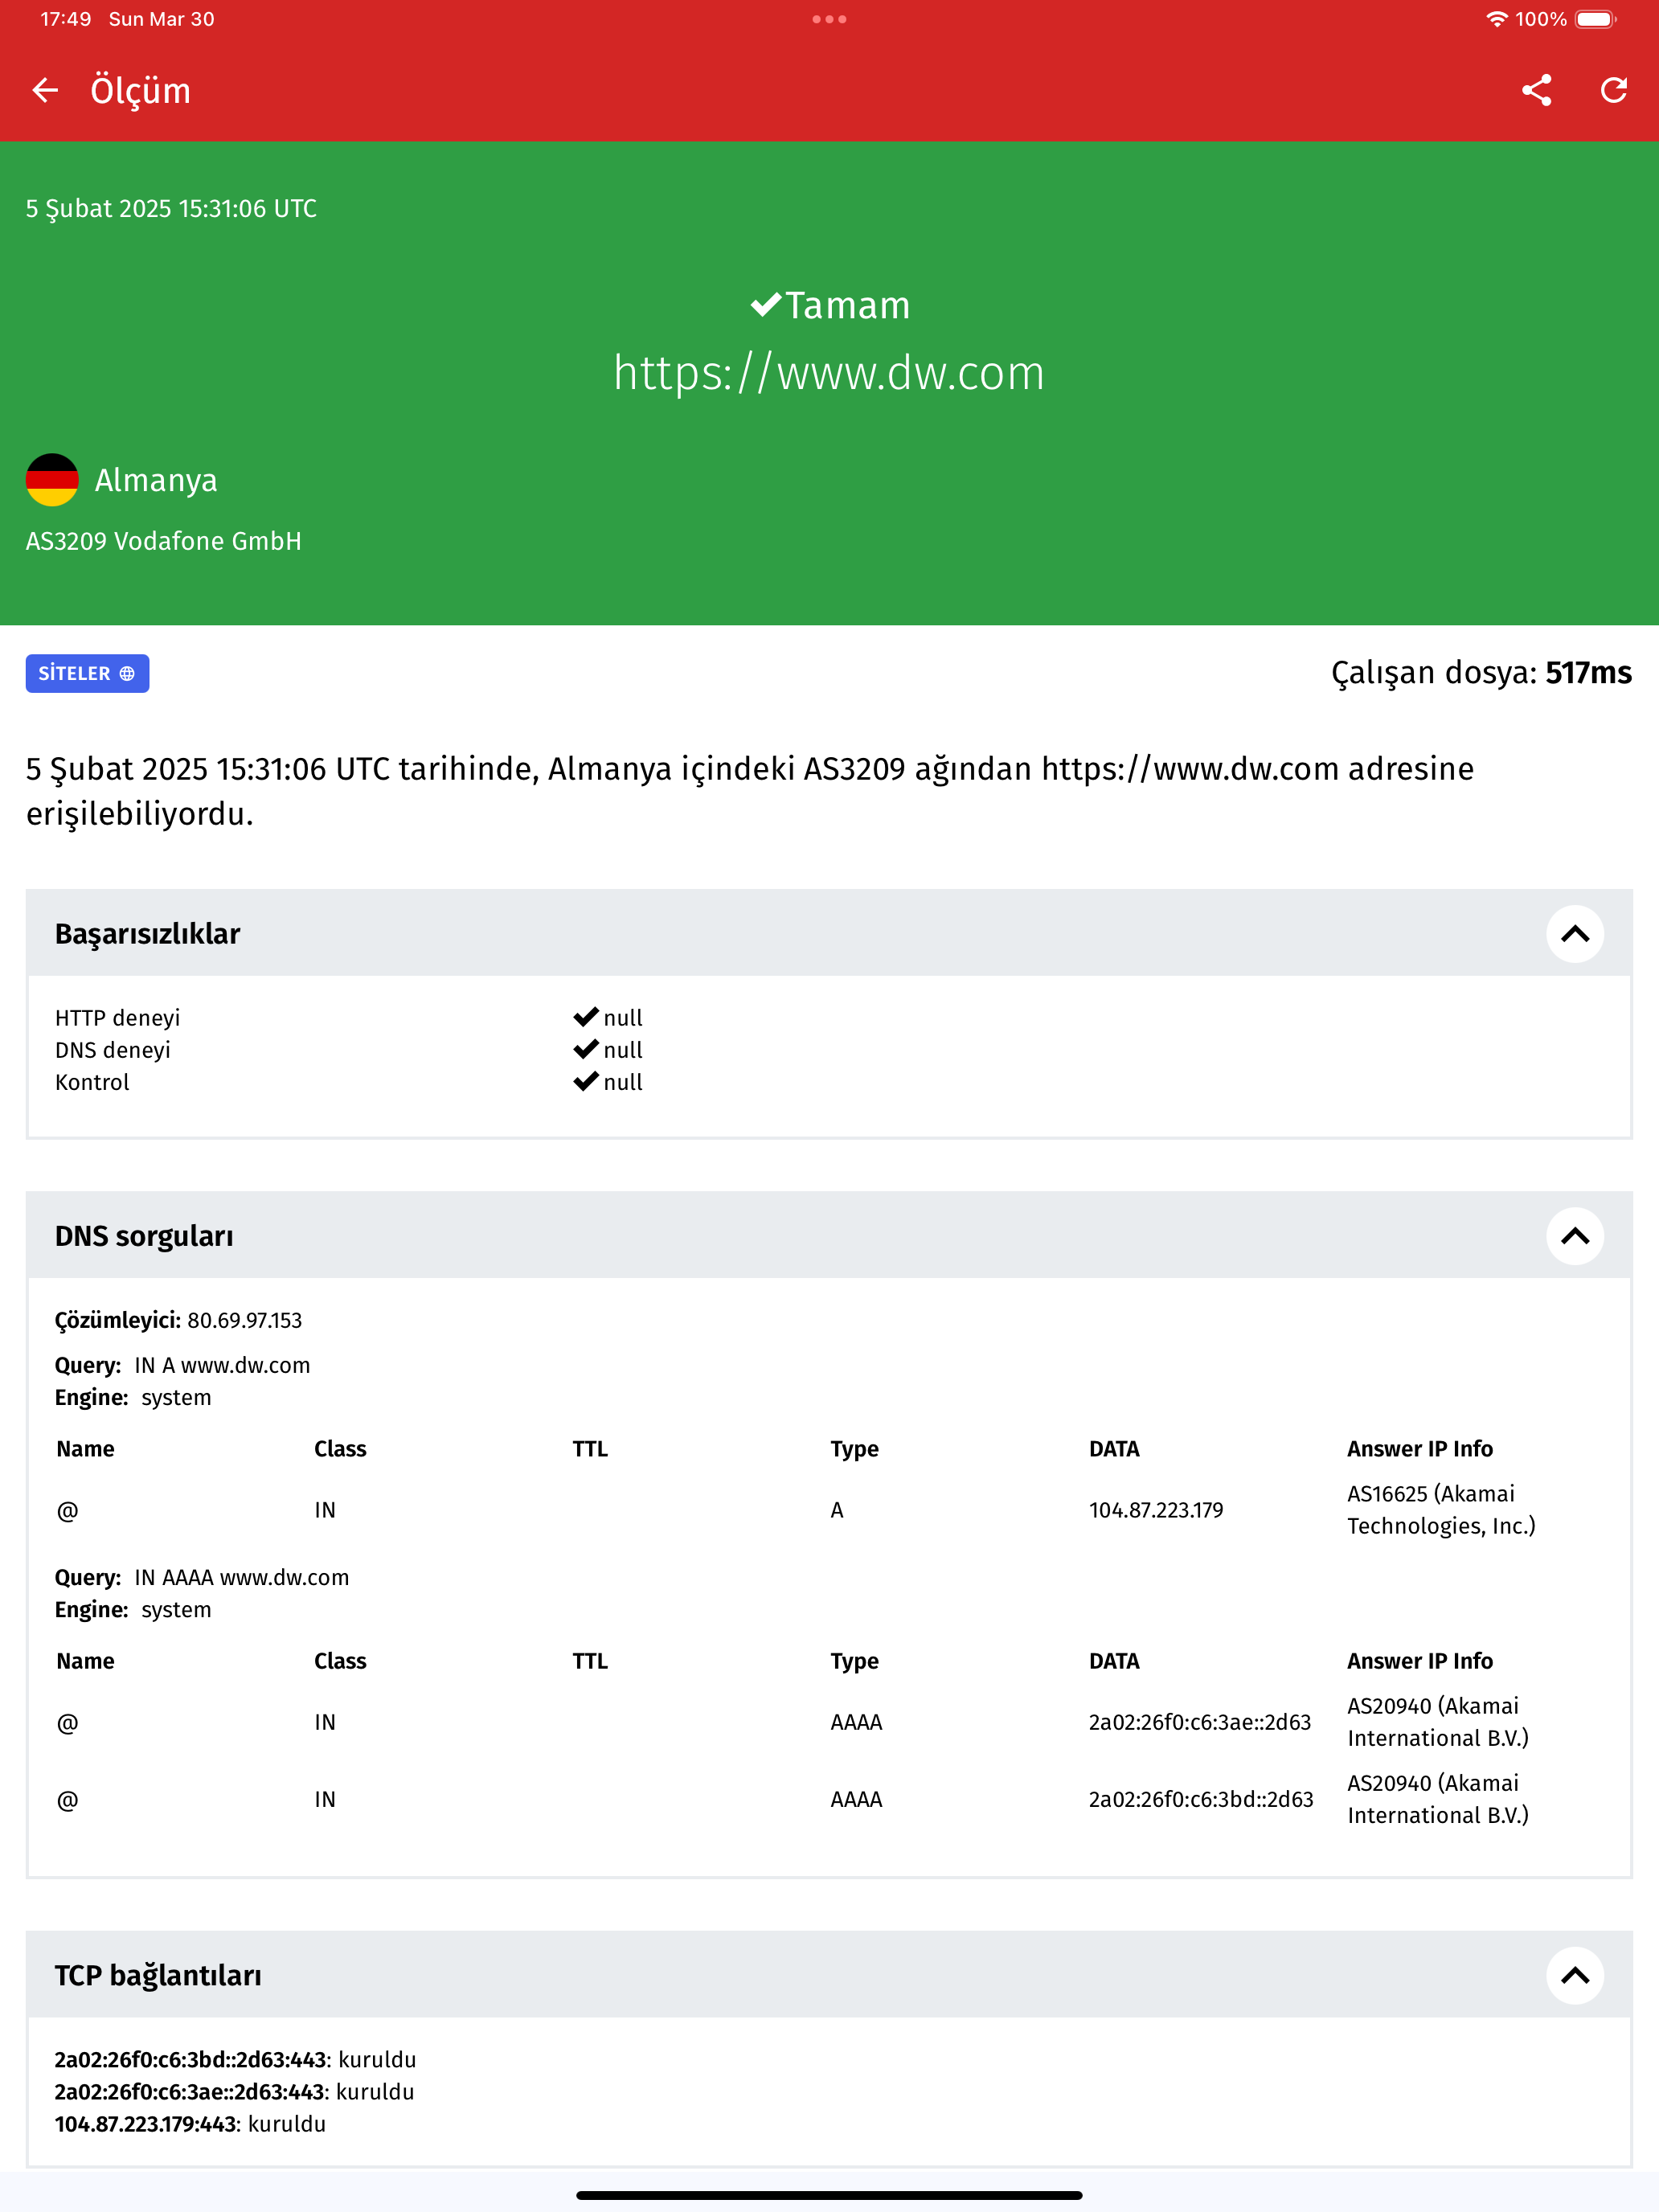 17:49 Sun Mar 30
100%
Ölçüm
5 Şubat 2025 15:31:06 UTC
Tamam
https://www.dw.com
Almanya
AS3209 Vodafone GmbH
SİTELER
Çalışan dosya: 517ms
5 Şubat 2025 15:31:06 UTC tarihinde, Almanya içindeki AS3209 ağından https://www.dw.com adresine
erişilebiliyordu.
Başarısızlıklar
HTTP deneyi null
DNS deneyi null
Kontrol null
DNS sorguları
Çözümleyici: 80.69.97.153
Query: IN A www.dw.com
Engine: system
Name Class TTL Type DATA Answer IP Info
@ IN A 104.87.223.179 AS16625 (Akamai
Technologies, Inc.)
Query: IN AAAA www.dw.com
Engine: system
Name Class TTL Type DATA Answer IP Info
@ IN AAAA 2a02:26f0:c6:3ae::2d63 AS20940 (Akamai
International B.V.)
@ IN AAAA 2a02:26f0:c6:3bd::2d63 AS20940 (Akamai
International B.V.)
TCP bağlantıları
2a02:26f0:c6:3bd::2d63:443: kuruldu
2a02:26f0:c6:3ae::2d63:443: kuruldu
104.87.223.179:443: kuruldu